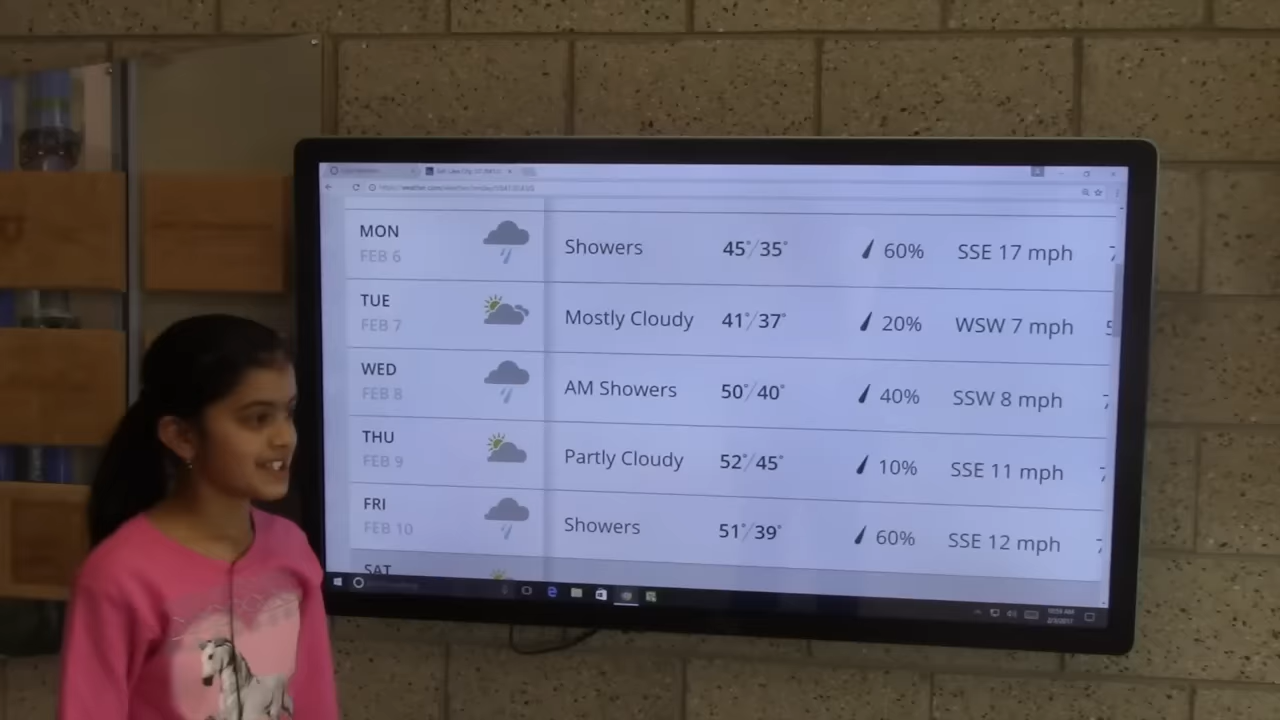 MON
FEB 6
Showers 45°/35° 60% SSE 17 mph
TUE
FEB 7
Mostly Cloudy 41°/37° 20% WSW 7 mph
WED
FEB 8
AM Showers 50°/40° 40% SSW 8 mph
THU
FEB 9
Partly Cloudy 52°/45° 10% SSE 11 mph
FRI
FEB 10
Showers 51°/39° 60% SSE 12 mph
SAT